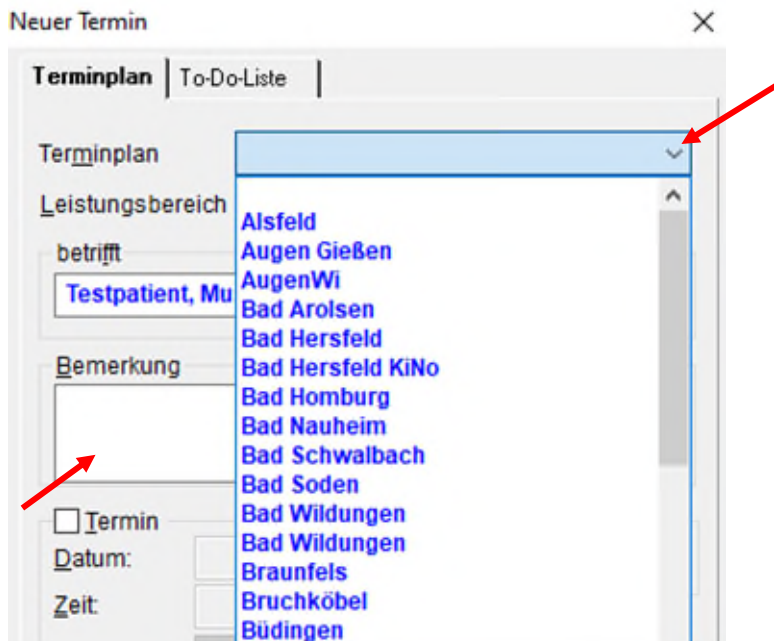 Neuer Termin
Terminplan To-Do-Liste
Terminplan
Leistungsbereich
Alsfeld
betrifft
Augen Gießen
Testpatient, Mu
AugenWi
Bad Arolsen
Bad Hersfeld
Bemerkung
Bad Hersfeld KiNo
Bad Homburg
Bad Nauheim
Bad Schwalbach
Bad Soden
Termin
Bad Wildungen
Datum:
Bad Wildungen
Braunfels
Zeit:
Bruchköbel
Büdingen